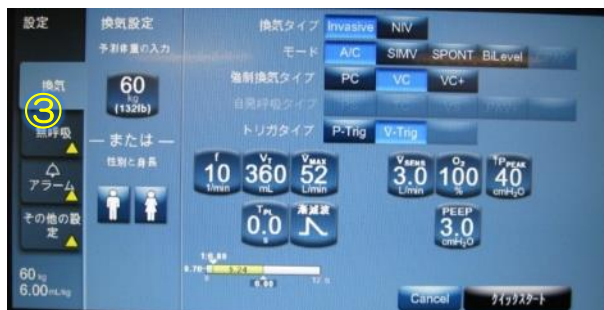 設定
換気設定
換気タイプ Invasive NIV
予測体重の入力
モード A/C SIMV SPONT BiLevel
換気
60
kg
(132lb)
強制換気タイプ PC VC VC+
自発呼吸タイプ
③
無呼吸
トリガタイプ P-Trig V-Trig
または
性別と身長
アラーム
f
10
1/min
VT
360
mL
VMAX
52
L/min
VSENS
3.0
L/min
O2
100
%
PPEAK
40
cmH2O
その他の設
定
TPL
0.0
s
漸減波
PEEP
3.0
cmH2O
60 kg
6.00 mL/kg
0.00
12 s
Cancel
クイックスタート